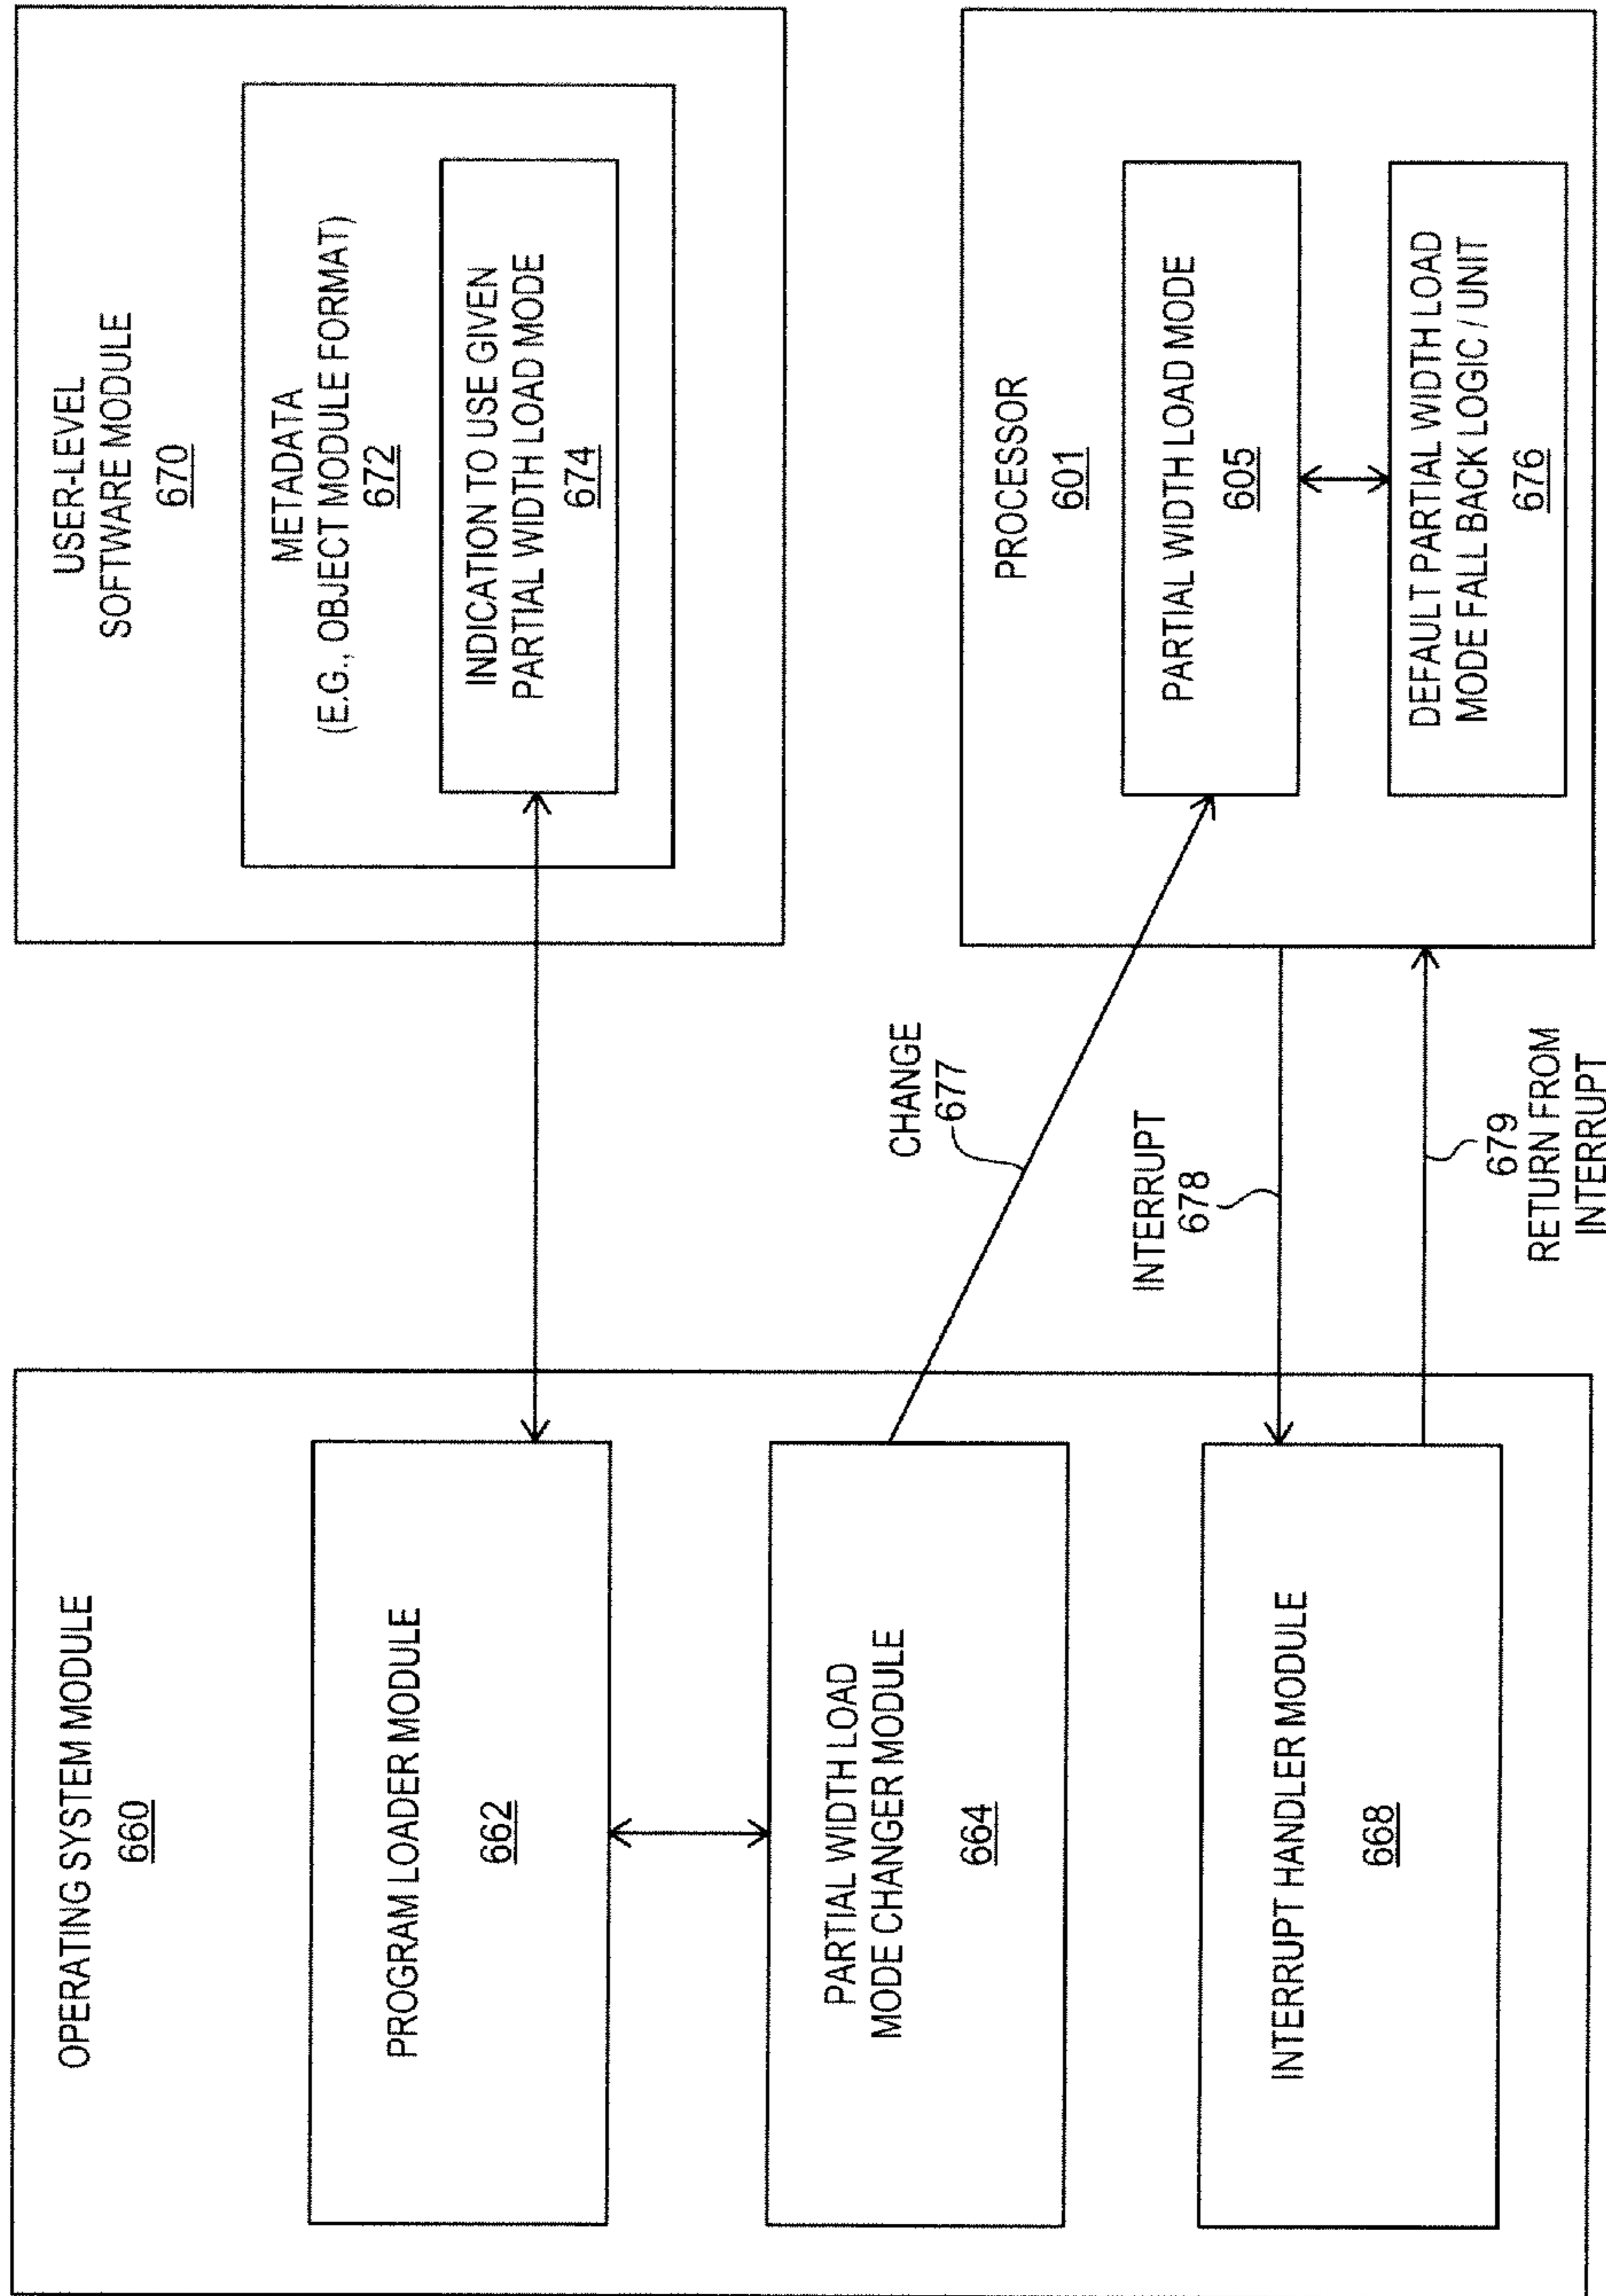 OPERATING SYSTEM MODULE
660
PROGRAM LOADER MODULE
662
PARTIAL WIDTH LOAD
MODE CHANGER MODULE
664
INTERRUPT HANDLER MODULE
668
CHANGE
677
INTERRUPT
678
679
RETURN FROM
INTERRUPT
USER-LEVEL
SOFTWARE MODULE
670
METADATA
(E.G., OBJECT MODULE FORMAT)
672
INDICATION TO USE GIVEN
PARTIAL WIDTH LOAD MODE
674
PROCESSOR
601
PARTIAL WIDTH LOAD MODE
605
DEFAULT PARTIAL WIDTH LOAD
MODE FALL BACK LOGIC / UNIT
676